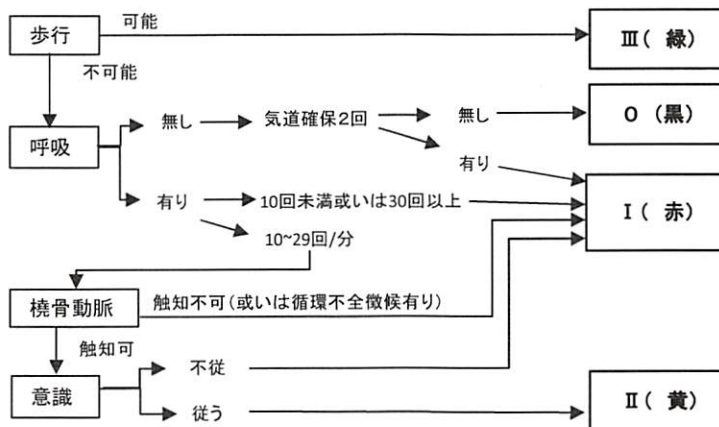 歩行
可能
Ⅲ( 緑)
不可能
呼吸
無し
気道確保2回
無し
0 (黒)
有り
有り
10回未満或いは30回以上
Ⅰ( 赤)
10~29回/分
橈骨動脈
触知不可(或いは循環不全徴候有り)
触知可
意識
不従
従う
Ⅱ( 黄)